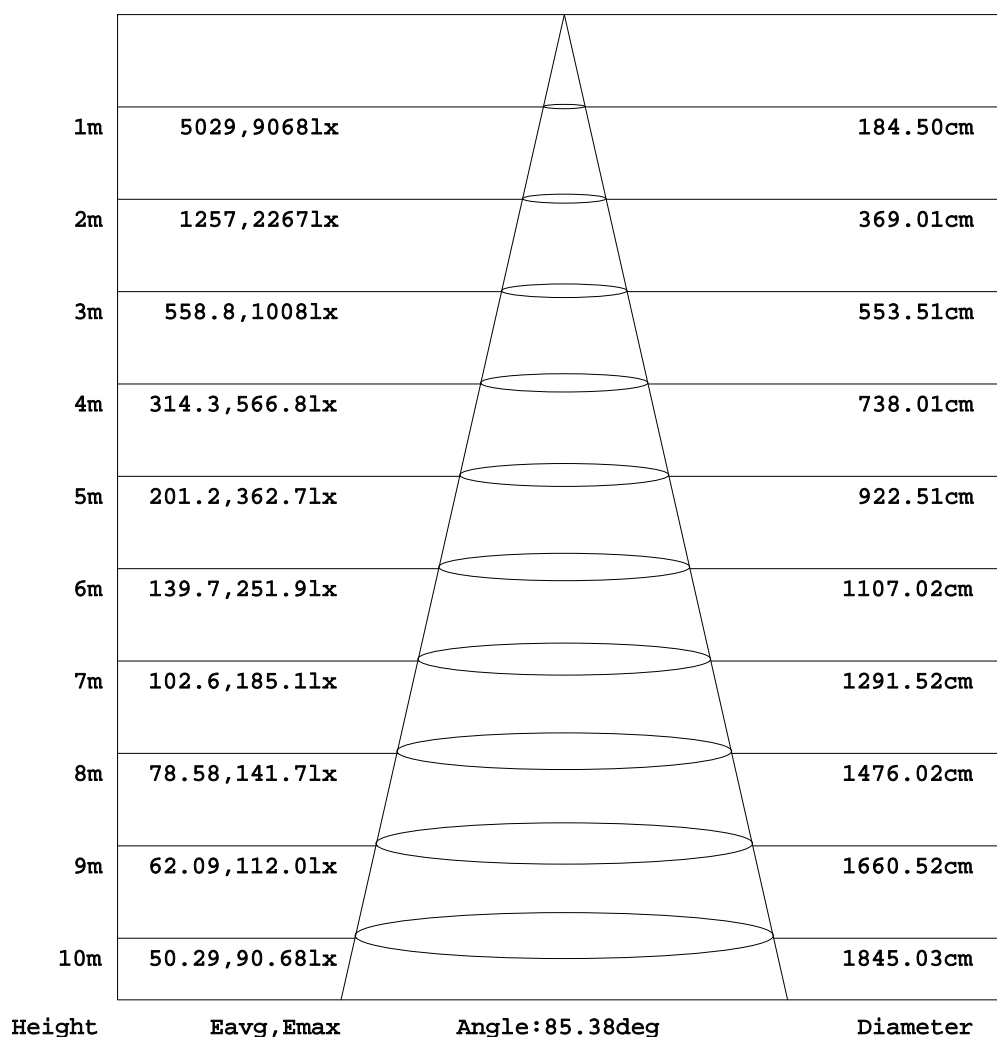 1m 5029,9068lx 184.50cm
2m 1257,2267lx 369.01cm
3m 558.8,1008lx 553.51cm
4m 314.3,566.8lx 738.01cm
5m 201.2,362.7lx 922.51cm
6m 139.7,251.9lx 1107.02cm
7m 102.6,185.1lx 1291.52cm
8m 78.58,141.7lx 1476.02cm
9m 62.09,112.0lx 1660.52cm
10m 50.29,90.68lx 1845.03cm
Height Eavg,Emax Angle:85.38deg Diameter